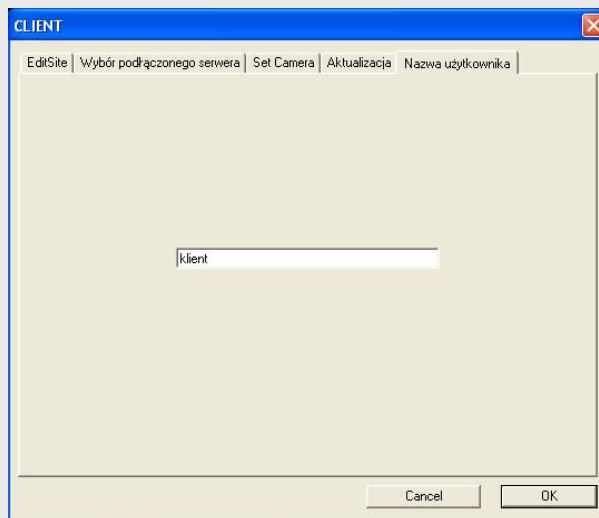 CLIENT
EditSite Wybór podłączonego serwera Set Camera Aktualizacja Nazwa użytkownika
klient
Cancel OK